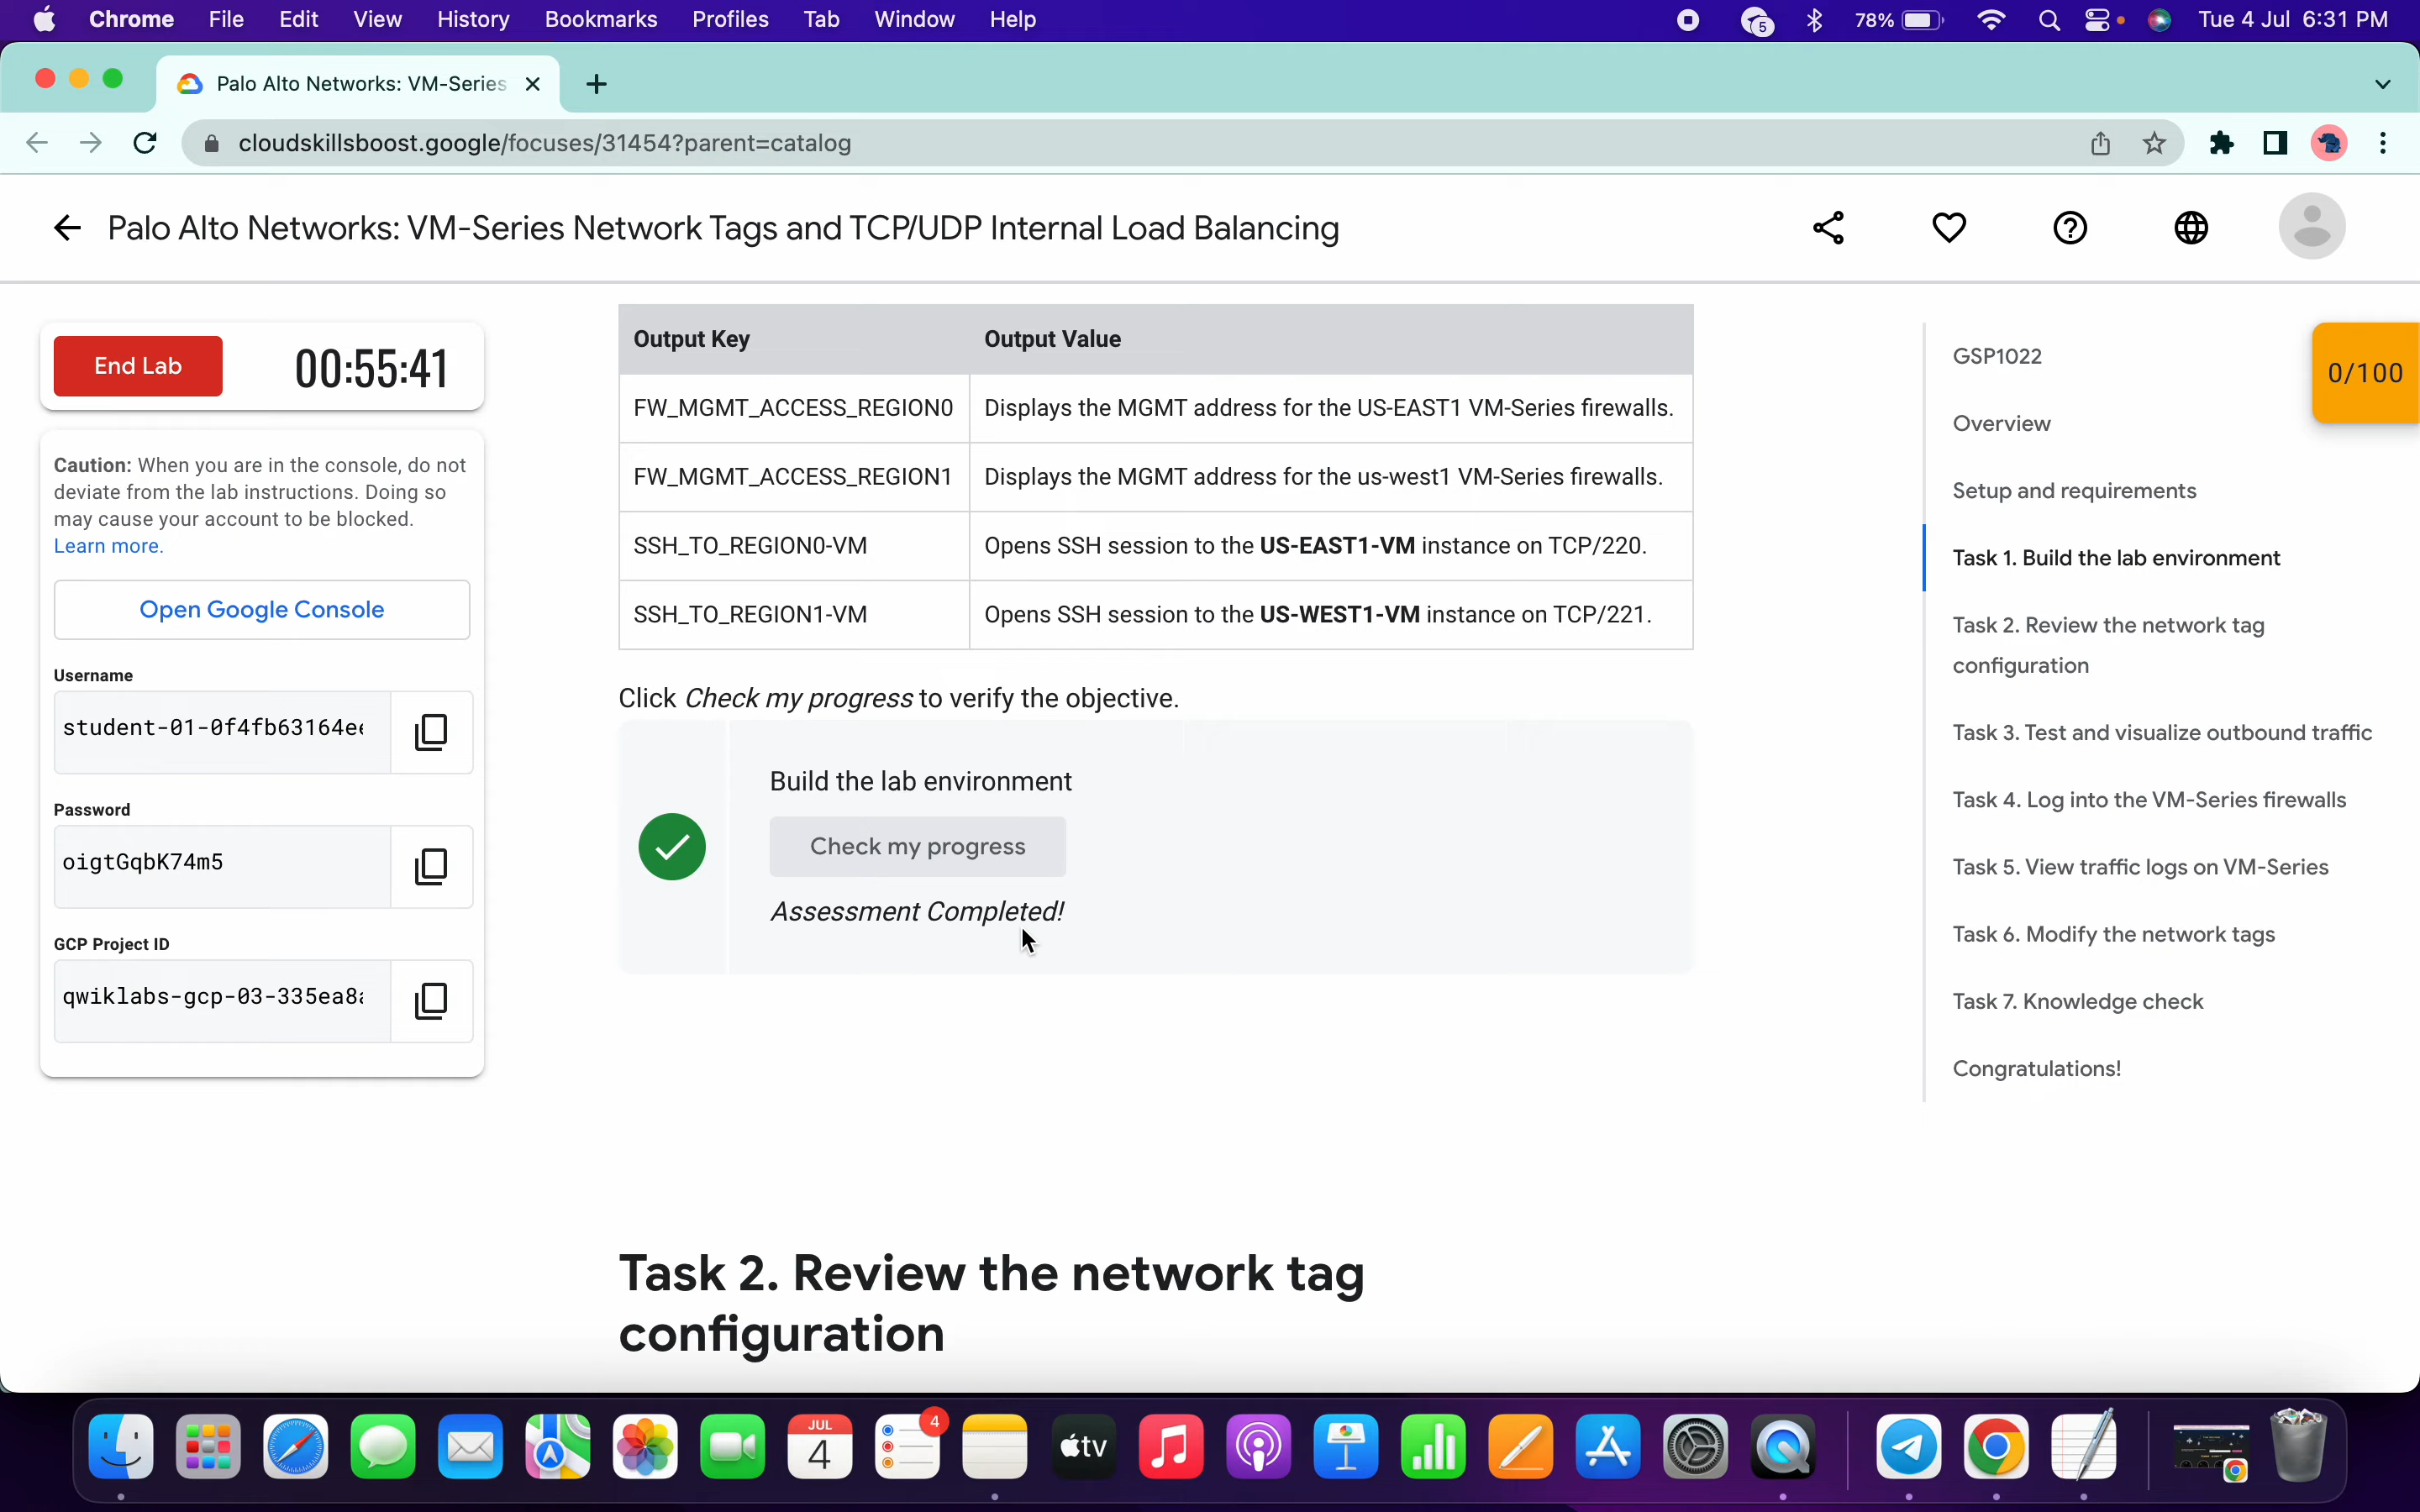 Chrome File Edit View History Bookmarks Profiles Tab Window Help 5 78% Tue 4 Jul 6:31 PM
Palo Alto Networks: VM-Series
cloudskillsboost.google/focuses/31454?parent=catalog
Palo Alto Networks: VM-Series Network Tags and TCP/UDP Internal Load Balancing
End Lab 00:55:41
Caution: When you are in the console, do not
deviate from the lab instructions. Doing so
may cause your account to be blocked.
Learn more.
Open Google Console
Username
student-01-0f4fb63164e
Password
oigtGqbK74m5
GCP Project ID
qwiklabs-gcp-03-335ea8
Output Key Output Value
FW_MGMT_ACCESS_REGION0 Displays the MGMT address for the US-EAST1 VM-Series firewalls.
FW_MGMT_ACCESS_REGION1 Displays the MGMT address for the us-west1 VM-Series firewalls.
SSH_TO_REGION0-VM Opens SSH session to the US-EAST1-VM instance on TCP/220.
SSH_TO_REGION1-VM Opens SSH session to the US-WEST1-VM instance on TCP/221.
Click Check my progress to verify the objective.
Build the lab environment
Check my progress
Assessment Completed!
Task 2. Review the network tag
configuration
GSP1022
Overview
Setup and requirements
Task 1. Build the lab environment
Task 2. Review the network tag
configuration
Task 3. Test and visualize outbound traffic
Task 4. Log into the VM-Series firewalls
Task 5. View traffic logs on VM-Series
Task 6. Modify the network tags
Task 7. Knowledge check
Congratulations!
0/100
JUL
4
4
tv